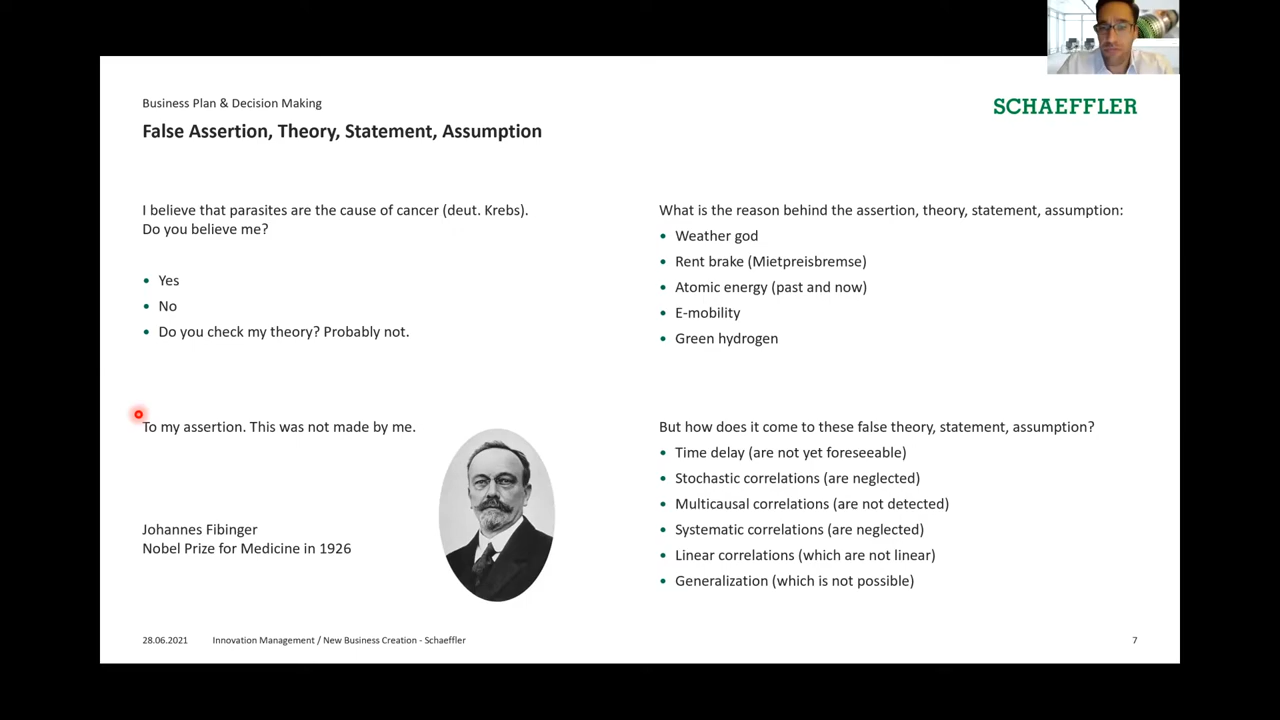 Business Plan & Decision Making
SCHAEFFLER
False Assertion, Theory, Statement, Assumption
I believe that parasites are the cause of cancer (deut. Krebs).
Do you believe me?
• Yes
• No
• Do you check my theory? Probably not.
What is the reason behind the assertion, theory, statement, assumption:
• Weather god
• Rent brake (Mietpreisbremse)
• Atomic energy (past and now)
• E-mobility
• Green hydrogen
To my assertion. This was not made by me.
Johannes Fibinger
Nobel Prize for Medicine in 1926
But how does it come to these false theory, statement, assumption?
• Time delay (are not yet foreseeable)
• Stochastic correlations (are neglected)
• Multicausal correlations (are not detected)
• Systematic correlations (are neglected)
• Linear correlations (which are not linear)
• Generalization (which is not possible)
28.06.2021 Innovation Management / New Business Creation - Schaeffler 7